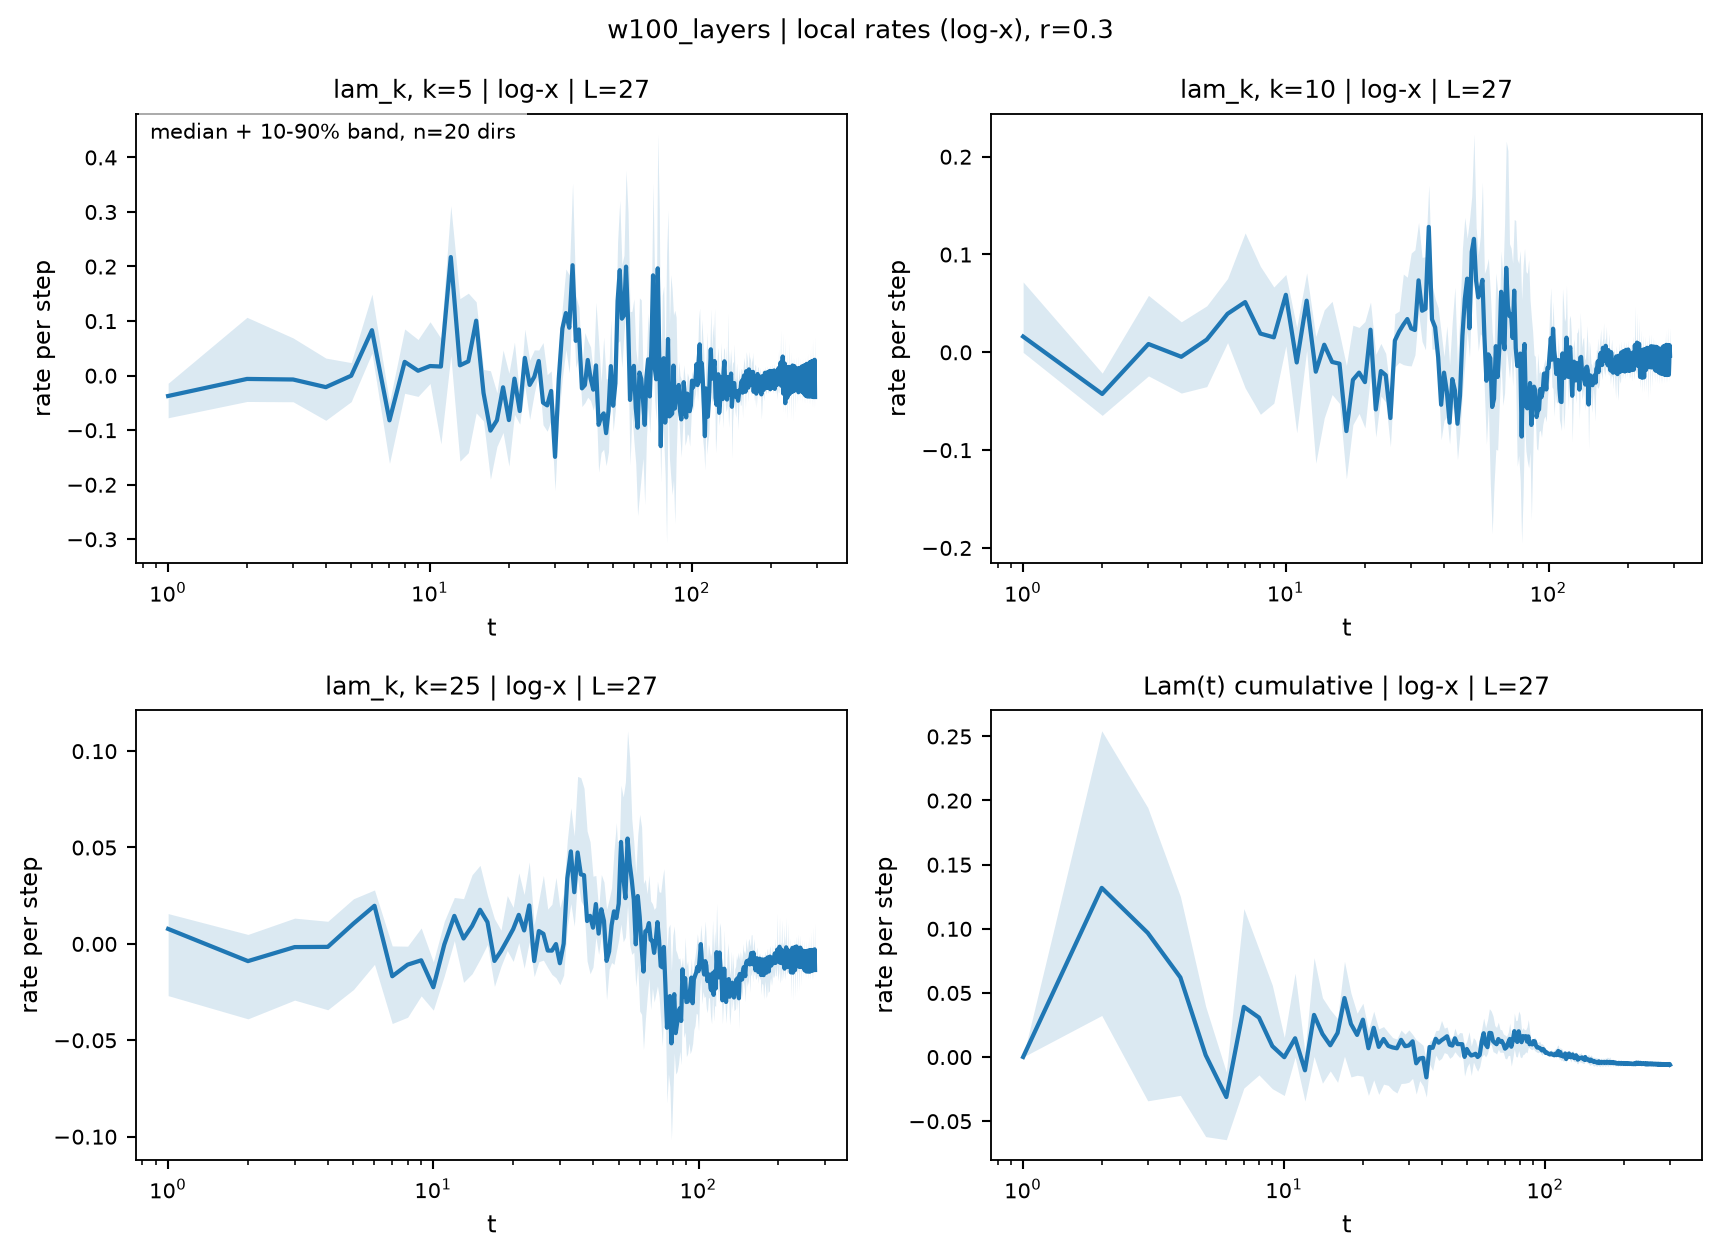 w100_layers | local rates (log-x), r=0.3
lam_k, k=5 | log-x | L=27
median + 10-90% band, n=20 dirs
rate per step
0.4
0.3
0.2
0.1
0.0
−0.1
−0.2
−0.3
10⁰
10¹
10²
t
lam_k, k=10 | log-x | L=27
rate per step
0.2
0.1
0.0
−0.1
−0.2
10⁰
10¹
10²
t
lam_k, k=25 | log-x | L=27
rate per step
0.10
0.05
0.00
−0.05
−0.10
10⁰
10¹
10²
t
Lam(t) cumulative | log-x | L=27
rate per step
0.25
0.20
0.15
0.10
0.05
0.00
−0.05
10⁰
10¹
10²
t